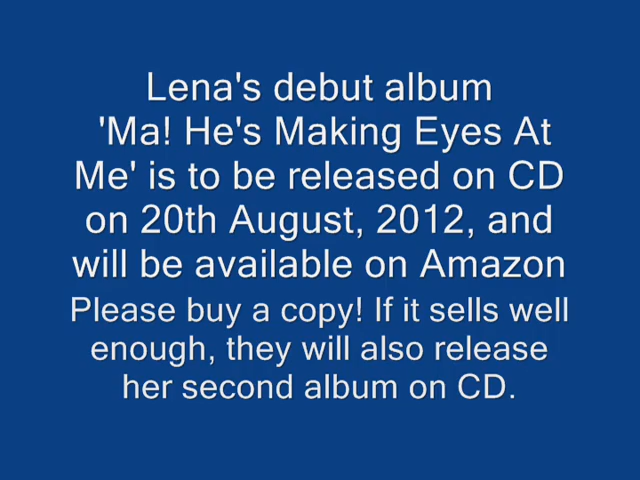 Lena's debut album
'Ma! He's Making Eyes At
Me' is to be released on CD
on 20th August, 2012, and
will be available on Amazon
Please buy a copy! If it sells well
enough, they will also release
her second album on CD.